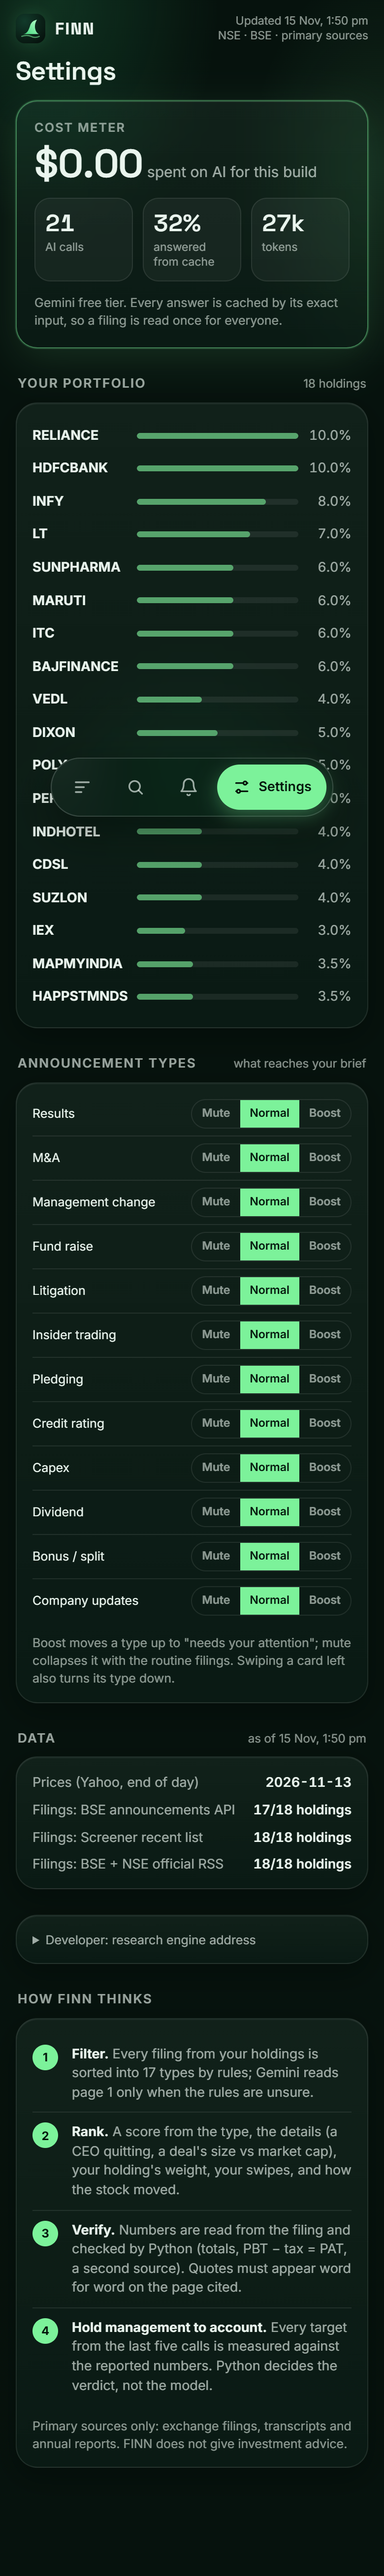 FINN
Updated 15 Nov, 1:50 pm
NSE · BSE · primary sources
Settings
COST METER
$0.00 spent on AI for this build
21
AI calls
32%
answered
from cache
27k
tokens
Gemini free tier. Every answer is cached by its exact
input, so a filing is read once for everyone.
YOUR PORTFOLIO 18 holdings
RELIANCE 10.0%
HDFCBANK 10.0%
INFY 8.0%
LT 7.0%
SUNPHARMA 6.0%
MARUTI 6.0%
ITC 6.0%
BAJFINANCE 6.0%
VEDL 4.0%
DIXON 5.0%
Settings
INDHOTEL 4.0%
CDSL 4.0%
SUZLON 4.0%
IEX 3.0%
MAPMYINDIA 3.5%
HAPPSTMNDS 3.5%
ANNOUNCEMENT TYPES what reaches your brief
Results Mute Normal Boost
M&A Mute Normal Boost
Management change Mute Normal Boost
Fund raise Mute Normal Boost
Litigation Mute Normal Boost
Insider trading Mute Normal Boost
Pledging Mute Normal Boost
Credit rating Mute Normal Boost
Capex Mute Normal Boost
Dividend Mute Normal Boost
Bonus / split Mute Normal Boost
Company updates Mute Normal Boost
Boost moves a type up to "needs your attention"; mute
collapses it with the routine filings. Swiping a card left
also turns its type down.
DATA as of 15 Nov, 1:50 pm
Prices (Yahoo, end of day) 2026-11-13
Filings: BSE announcements API 17/18 holdings
Filings: Screener recent list 18/18 holdings
Filings: BSE + NSE official RSS 18/18 holdings
Developer: research engine address
HOW FINN THINKS
1 Filter. Every filing from your holdings is
sorted into 17 types by rules; Gemini reads
page 1 only when the rules are unsure.
2 Rank. A score from the type, the details (a
CEO quitting, a deal's size vs market cap),
your holding's weight, your swipes, and how
the stock moved.
3 Verify. Numbers are read from the filing and
checked by Python (totals, PBT − tax = PAT,
a second source). Quotes must appear word
for word on the page cited.
4 Hold management to account. Every target
from the last five calls is measured against
the reported numbers. Python decides the
verdict, not the model.
Primary sources only: exchange filings, transcripts and
annual reports. FINN does not give investment advice.